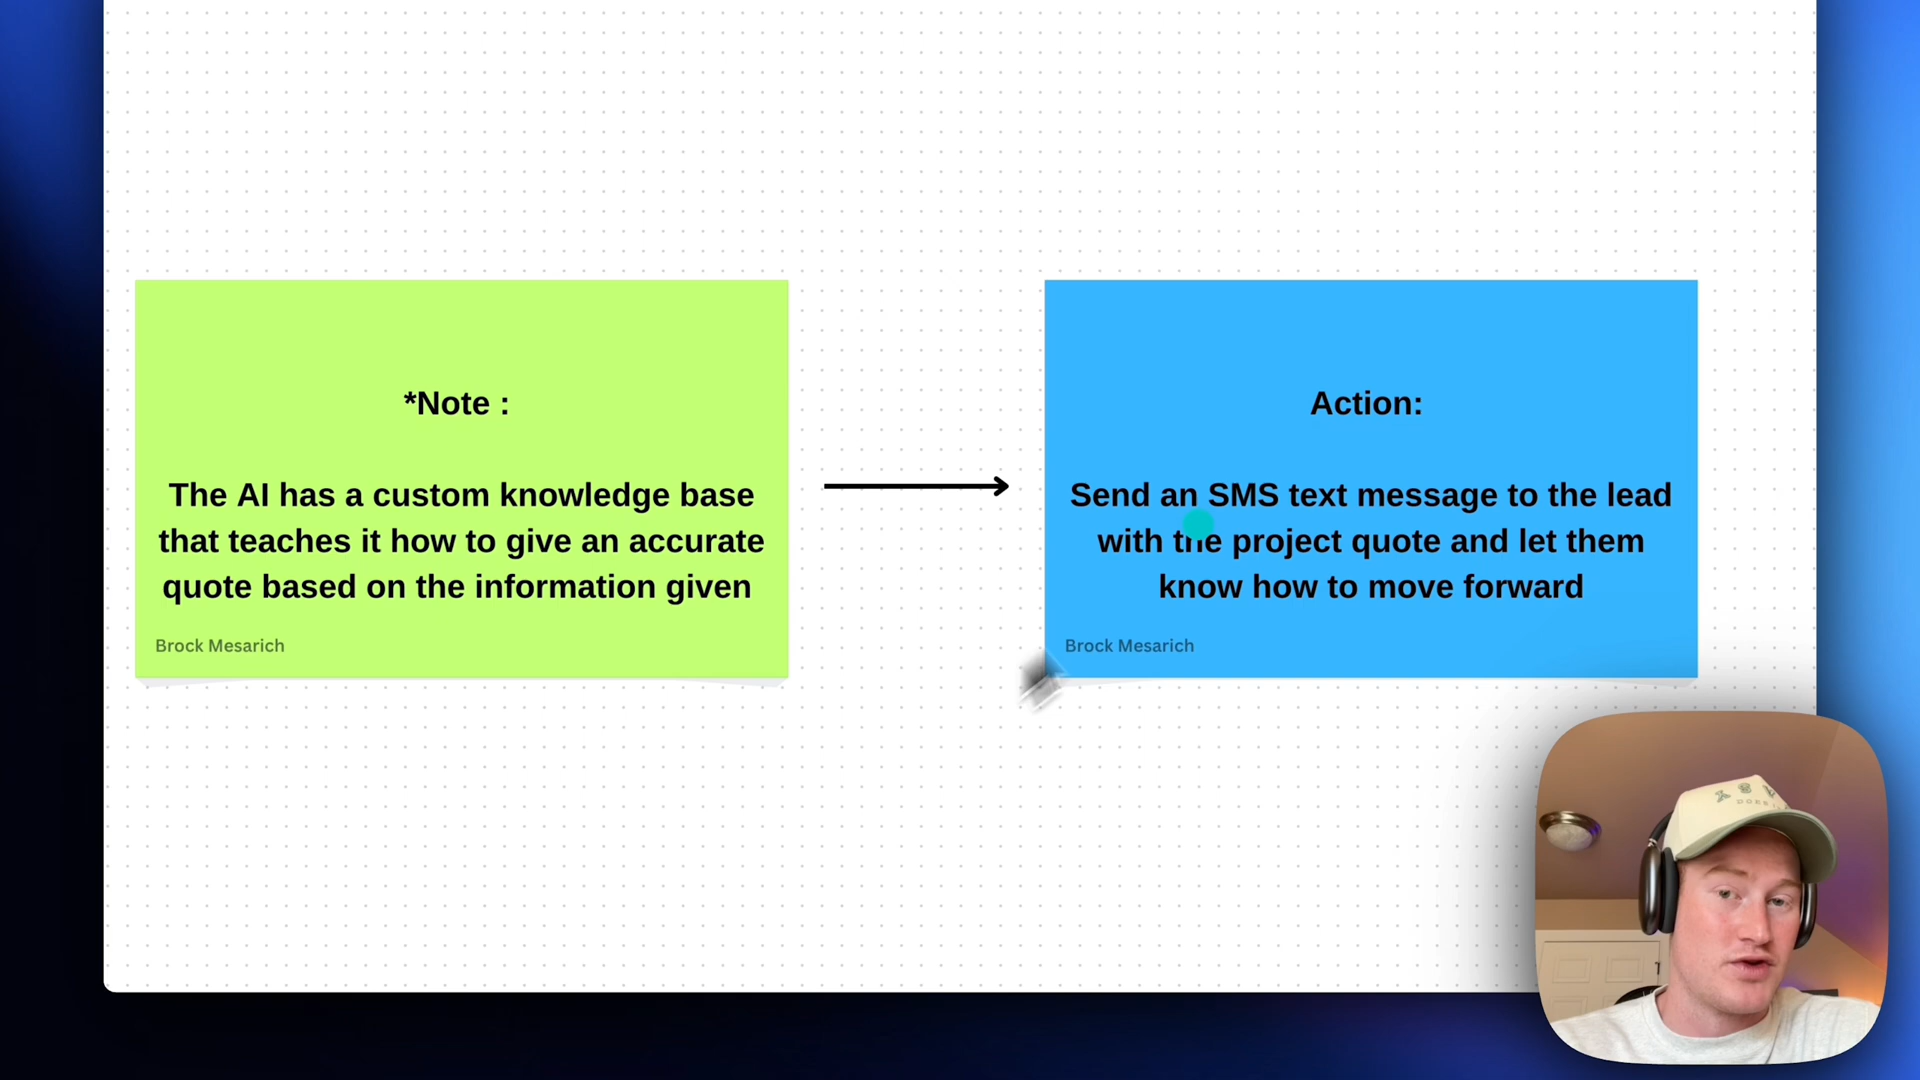 *Note :
The AI has a custom knowledge base
that teaches it how to give an accurate
quote based on the information given
Brock Mesarich
Action:
Send an SMS text message to the lead
with the project quote and let them
know how to move forward
Brock Mesarich